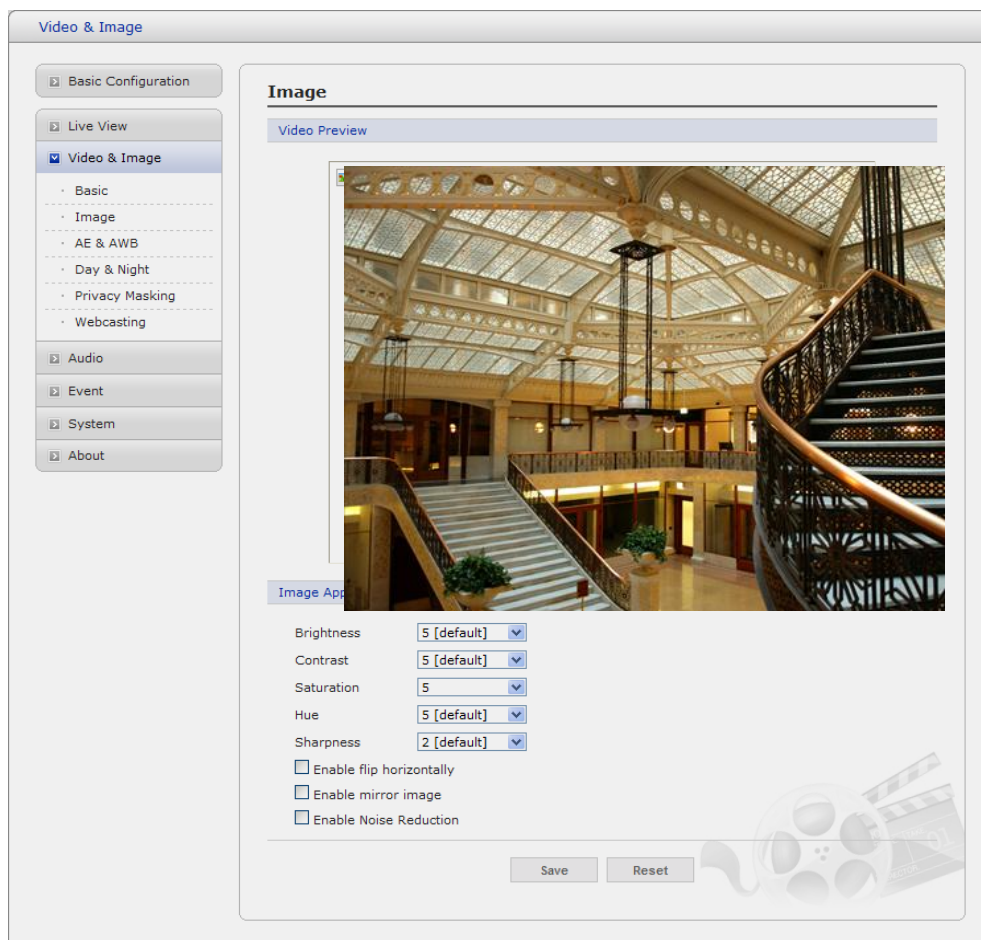 Video & Image
Basic Configuration
Live View
Video & Image
Basic
Image
AE & AWB
Day & Night
Privacy Masking
Webcasting
Audio
Event
System
About
Image
Video Preview
Image App
Brightness 5 [default]
Contrast 5 [default]
Saturation 5
Hue 5 [default]
Sharpness 2 [default]
Enable flip horizontally
Enable mirror image
Enable Noise Reduction
Save Reset